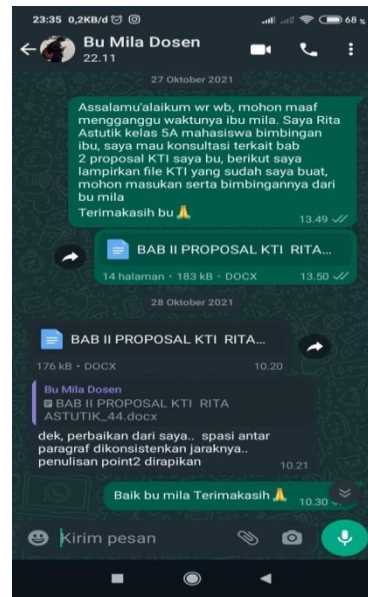 23:35 0,2KB/d 68 %
Bu Mila Dosen
22.11
27 Oktober 2021
Assalamu'alaikum wr wb, mohon maaf
mengganggu waktunya ibu mila. Saya Rita
Astutik kelas 5A mahasiswa bimbingan
ibu, saya mau konsultasi terkait bab
2 proposal KTI saya bu, berikut saya
lampirkan file KTI yang sudah saya buat,
mohon masukan serta bimbingannya dari
bu mila
Terimakasih bu🙏
13.49
BAB II PROPOSAL KTI RITA...
14 halaman • 183 kB • DOCX 13.50
28 Oktober 2021
BAB II PROPOSAL KTI RITA...
176 kB • DOCX 10.20
Bu Mila Dosen
BAB II PROPOSAL KTI RITA
ASTUTIK_44.docx
dek, perbaikan dari saya.. spasi antar
paragraf dikonsistenkan jaraknya..
penulisan point2 dirapikan
10.21
Baik bu mila Terimakasih🙏 10.30
Kirim pesan